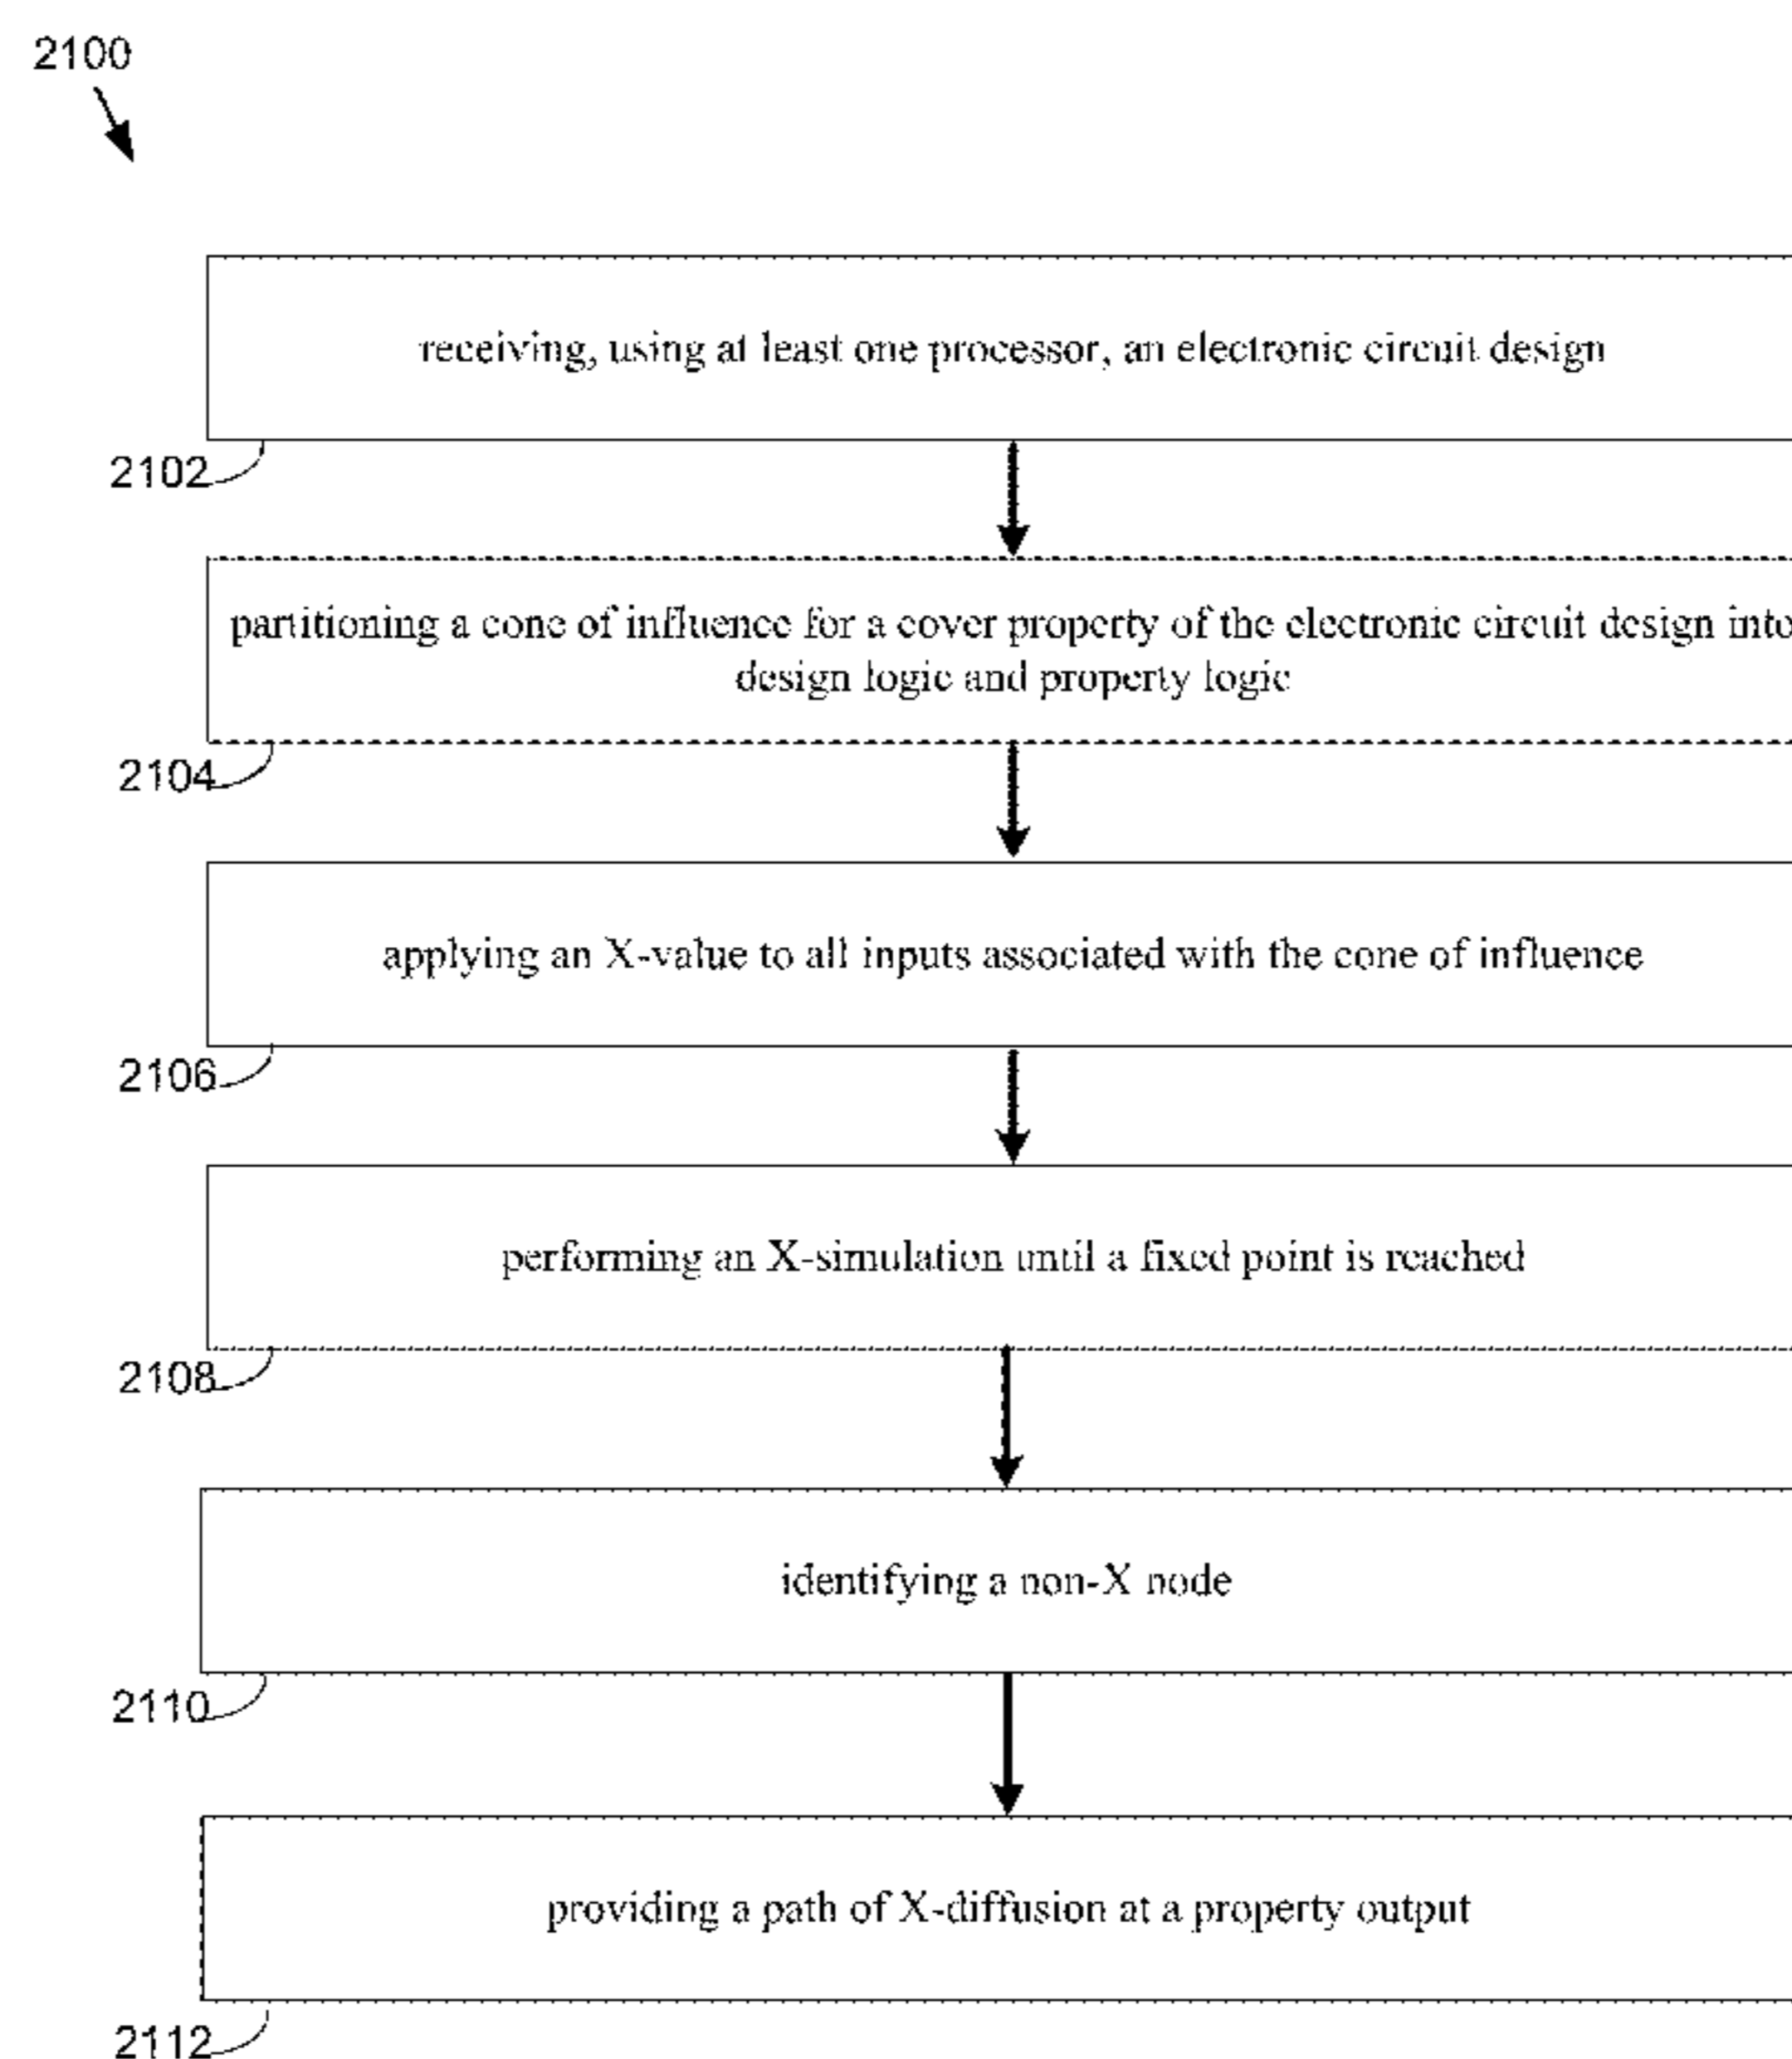 2100
receiving, using at least one processor, an electronic circuit design
2102
partitioning a cone of influence for a cover property of the electronic circuit design into
design logic and property logic
2104
applying an X-value to all inputs associated with the cone of influence
2106
performing an X-simulation until a fixed point is reached
2108
identifying a non-X node
2110
providing a path of X-diffusion at a property output
2112